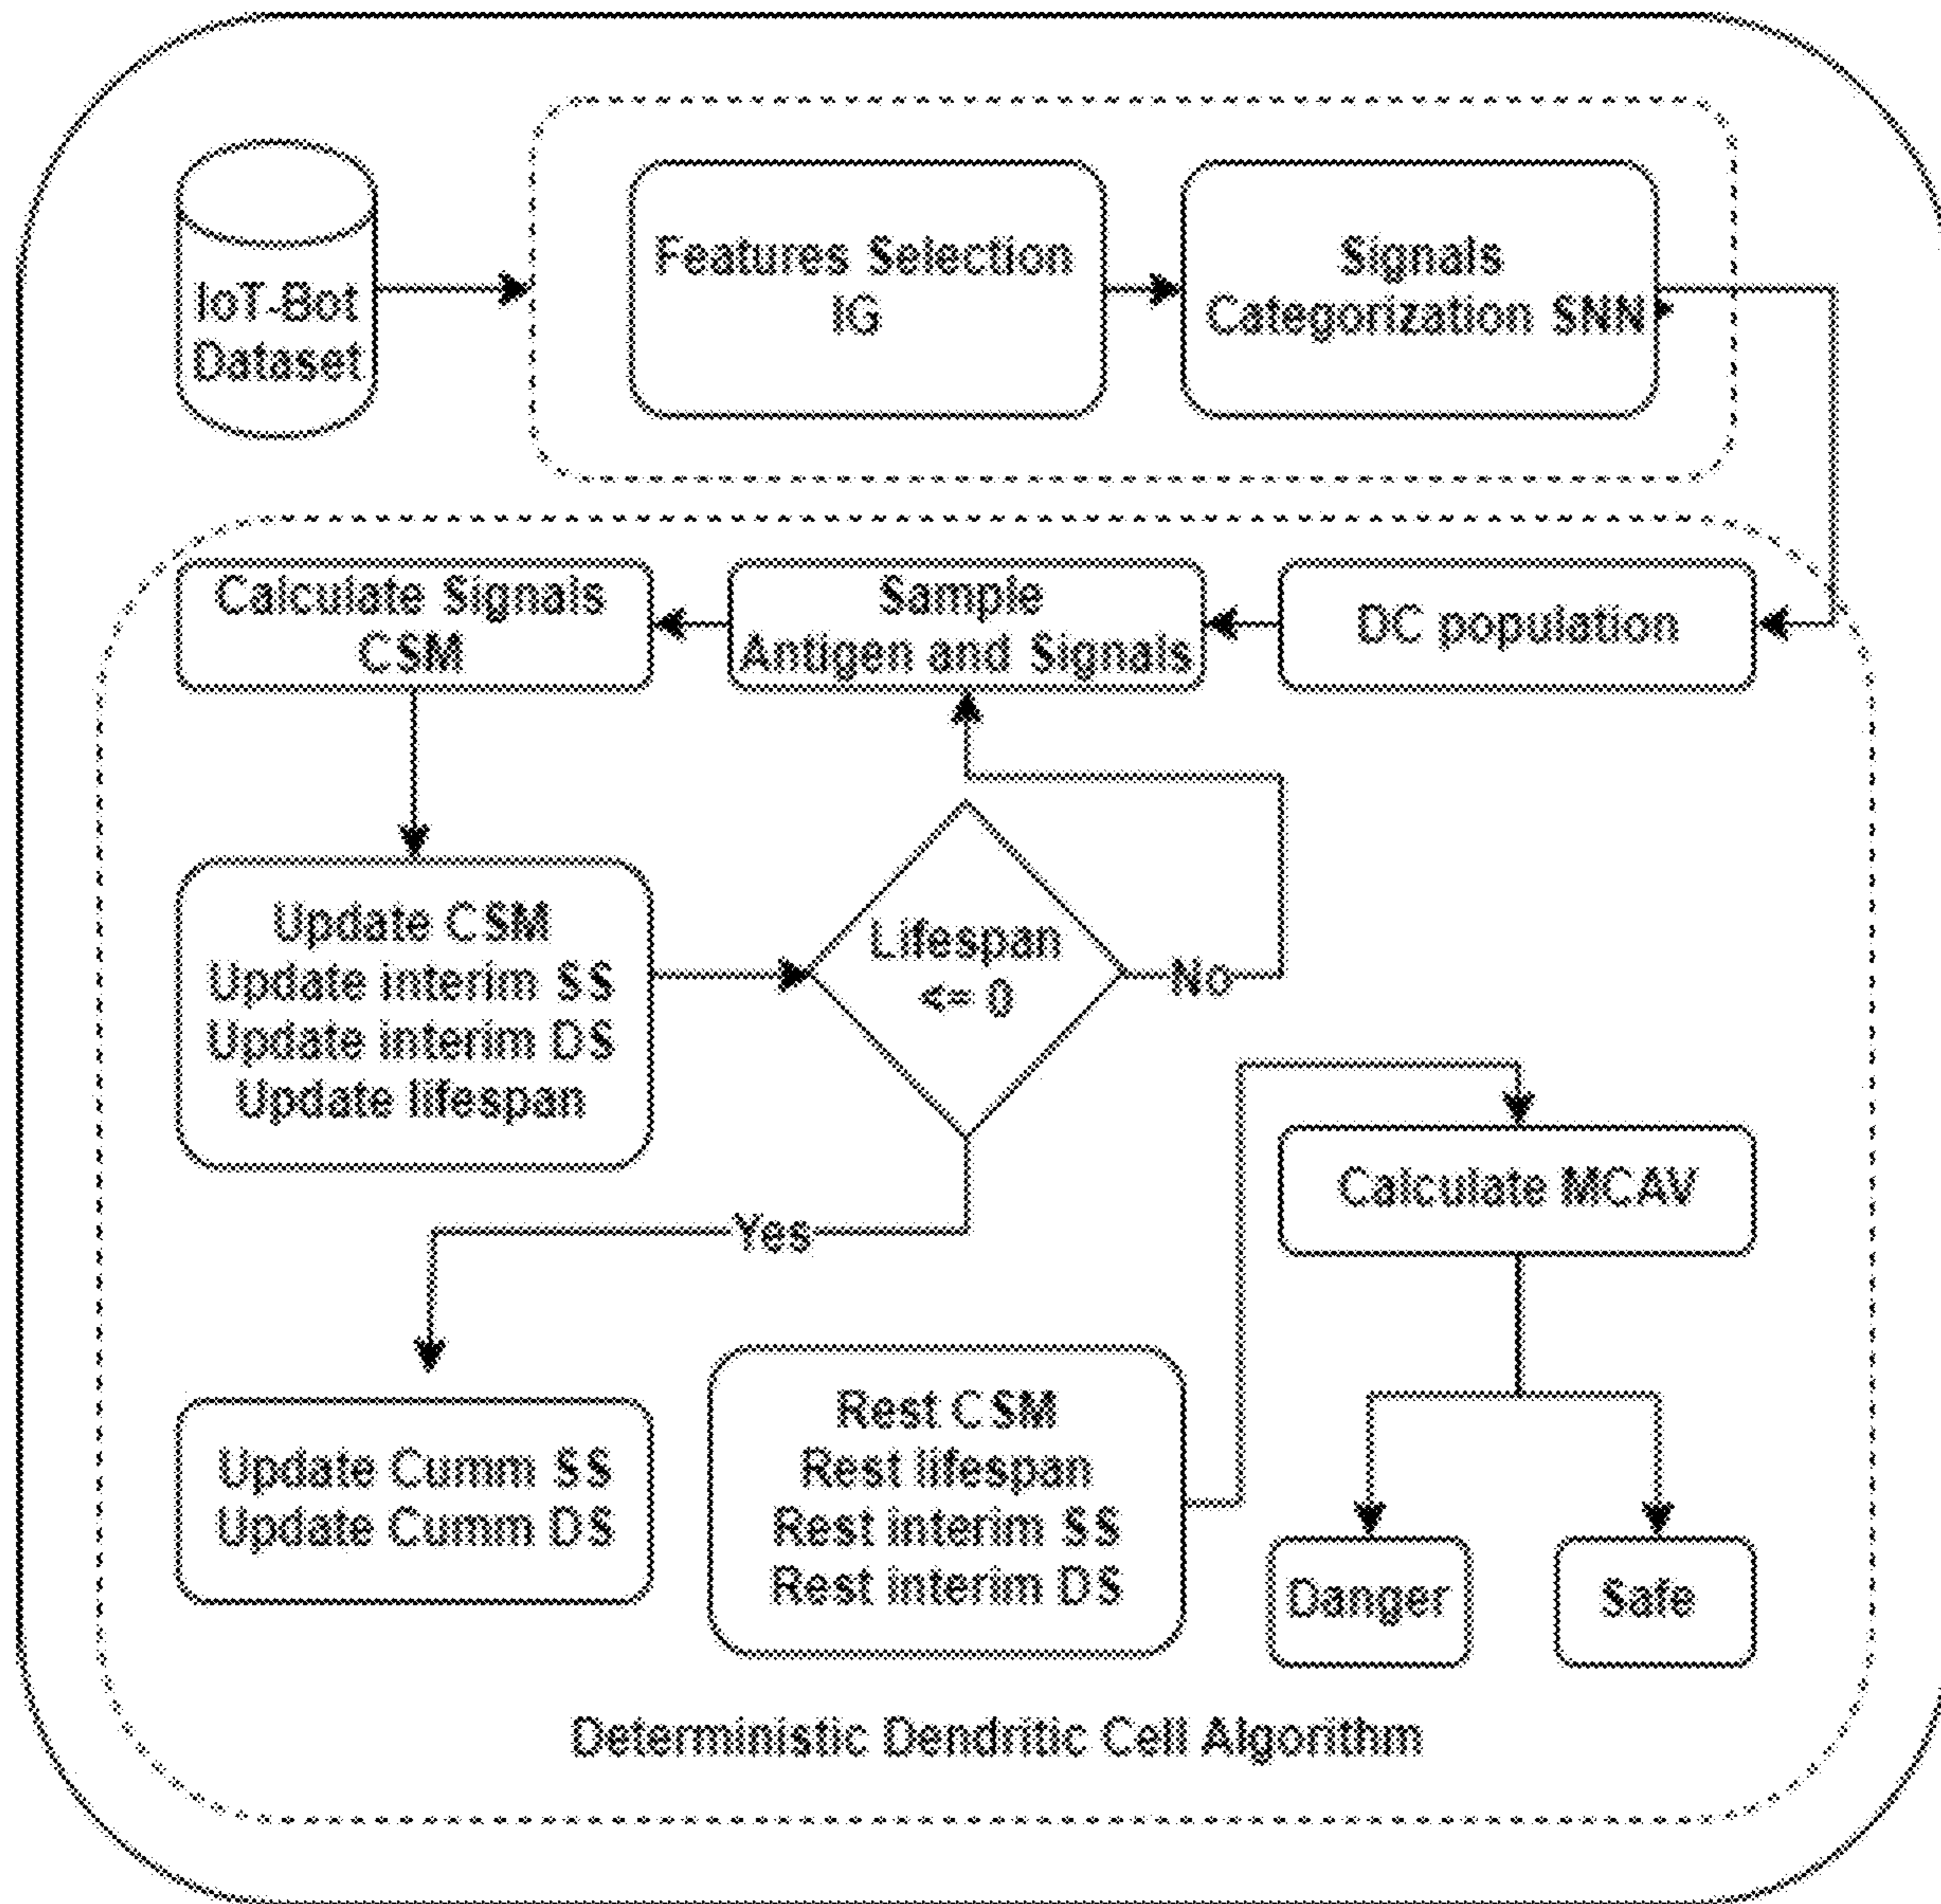 IoT-Bot
Dataset
Features Selection
IG
Signals
Categorization SNN
Calculate Signals
CSM
Sample
Antigen and Signals
DC population
Update CSM
Update interim SS
Update interim DS
Update lifespan
Lifespan
<= 0
No
Yes
Calculate MCAV
Update Cumm SS
Update Cumm DS
Rest CSM
Rest lifespan
Rest interim SS
Rest interim DS
Danger
Safe
Deterministic Dendritic Cell Algorithm